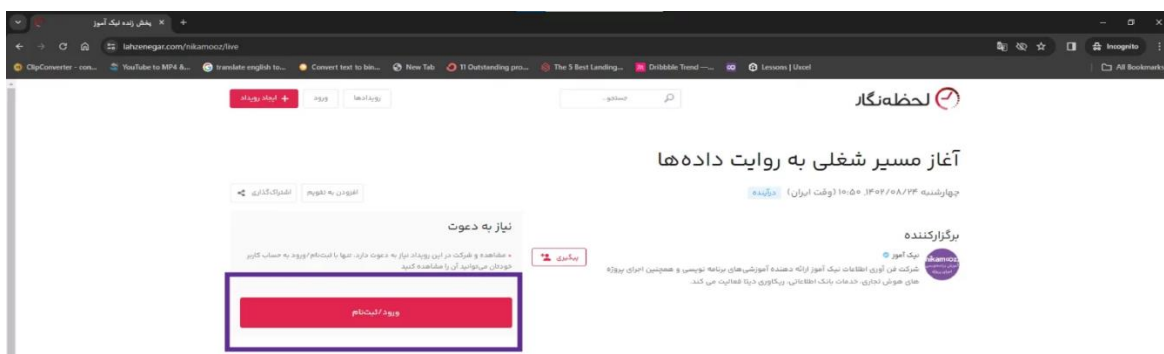 پخش زنده نیک آموز
lahzenegar.com/nikamooz/live
Incognito
ClipConverter - con...
YouTube to MP4 &...
translate english to...
Convert text to bin...
New Tab
11 Outstanding pro...
The 5 Best Landing...
Dribbble Trend —...
Lessons | Uxcel
All Bookmarks
لحظه‌نگار
جستجو...
رویدادها
ورود
+ ایجاد رویداد
آغاز مسیر شغلی به روایت داده‌ها
چهارشنبه ۱۴۰۲/۰۸/۲۴، ۱۰:۵۰ (وقت ایران) درآینده
افزودن به تقویم
اشتراک‌گذاری
برگزارکننده
نیک آموز
nikamooz
شرکت فن آوری اطلاعات نیک آموز ارائه دهنده آموزشی‌های برنامه نویسی و همچنین اجرای پروژه
های هوش تجاری، خدمات بانک اطلاعاتی، ریکاوری دیتا فعالیت می کند.
پیگیری
نیاز به دعوت
مشاهده و شرکت در این رویداد نیاز به دعوت دارد. تنها با ثبت‌نام/ورود به حساب کاربر
خودتان می‌توانید آن را مشاهده کنید
ورود/ثبت‌نام